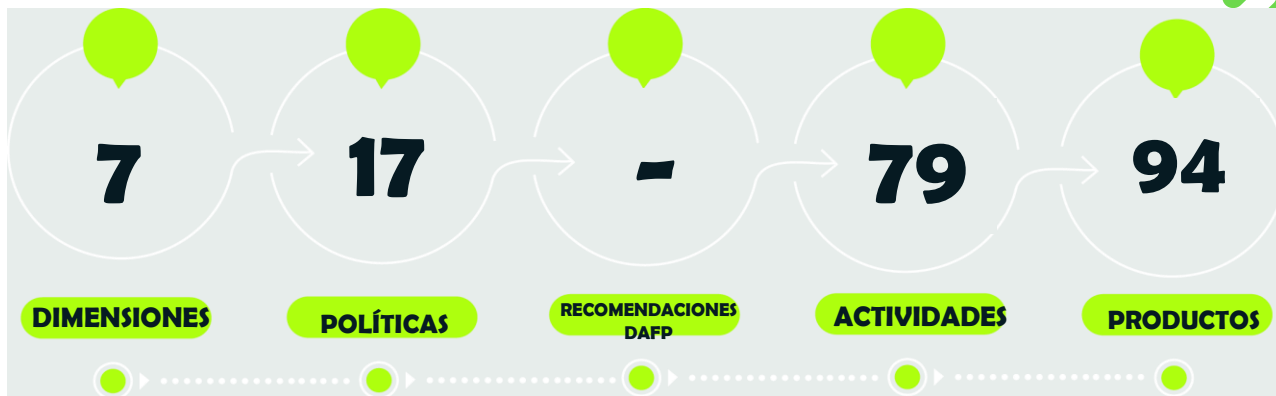 7
17
-
79
94
DIMENSIONES
POLÍTICAS
RECOMENDACIONES
DAFP
ACTIVIDADES
PRODUCTOS